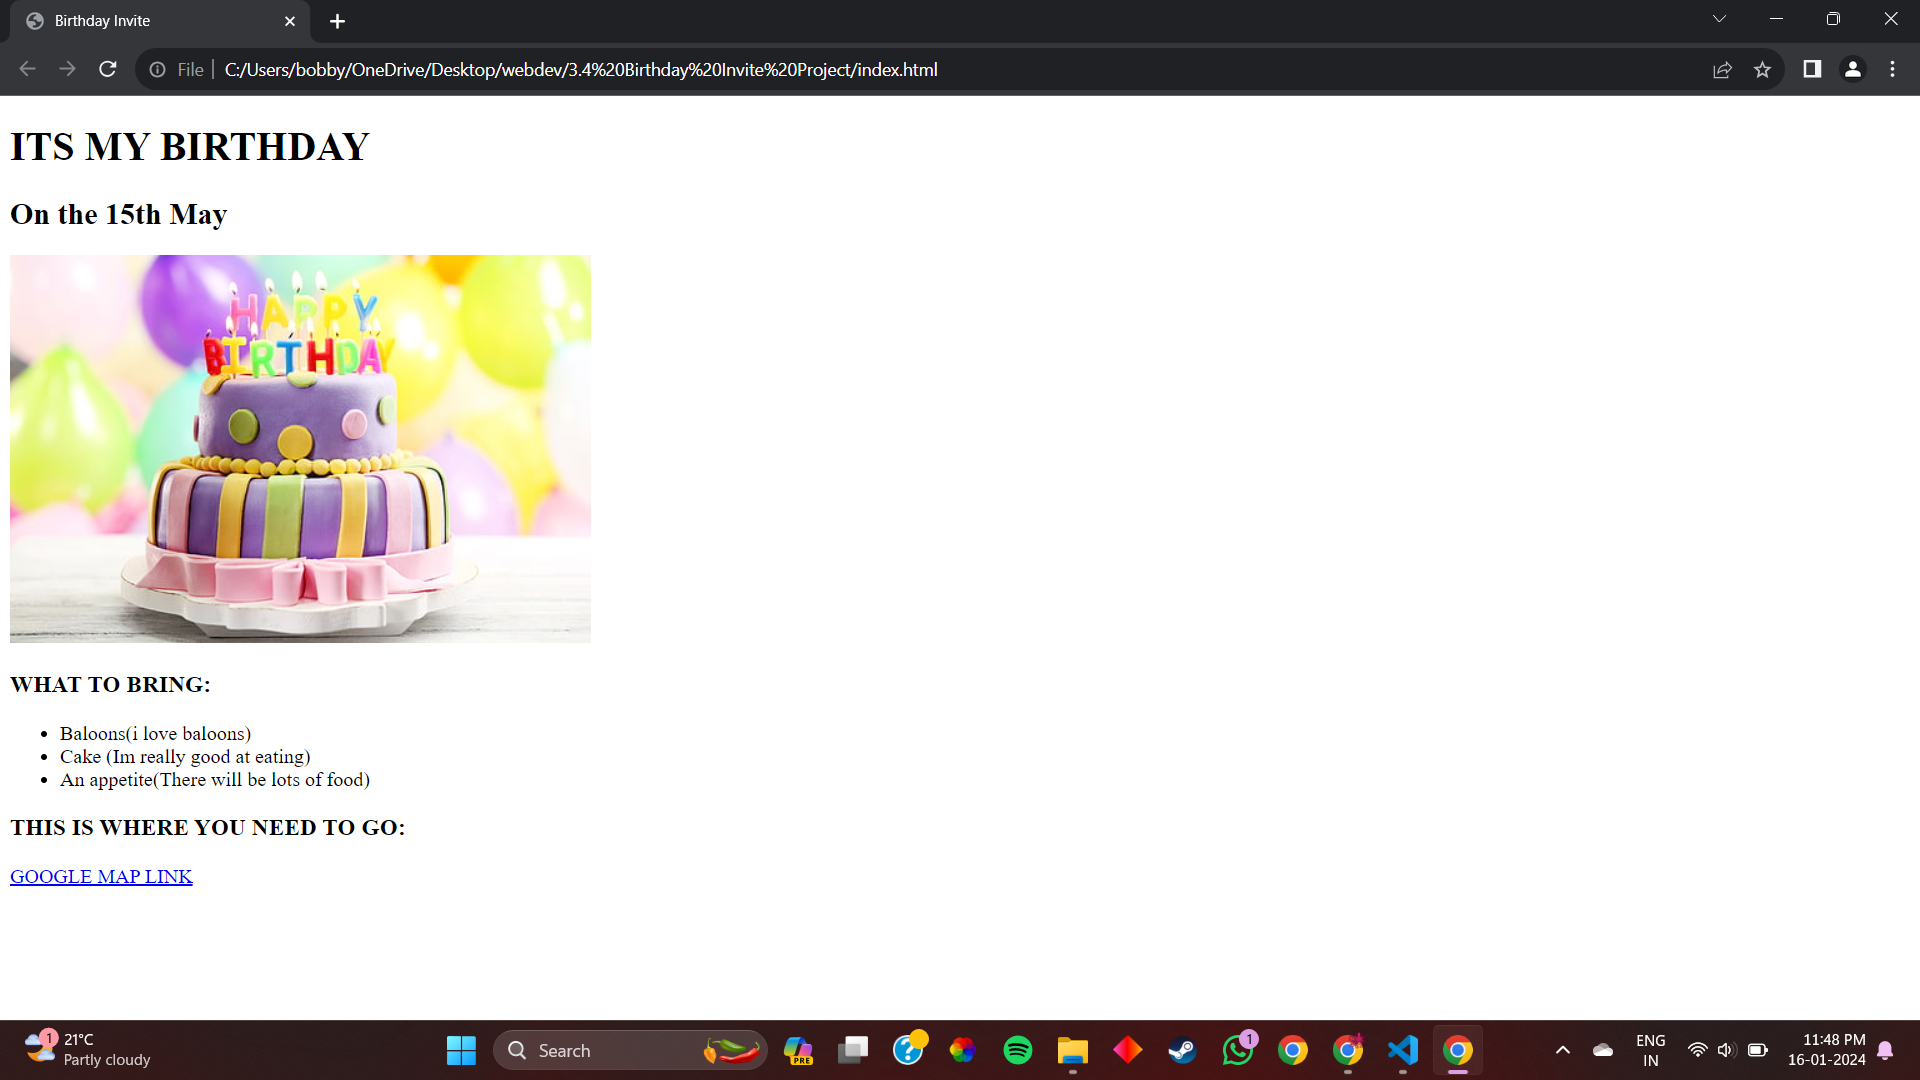 Birthday Invite
File
C:/Users/bobby/OneDrive/Desktop/webdev/3.4%20Birthday%20Invite%20Project/index.html
ITS MY BIRTHDAY
On the 15th May
HAPPY
BIRTHDAY
WHAT TO BRING:
Baloons(i love baloons)
Cake (Im really good at eating)
An appetite(There will be lots of food)
THIS IS WHERE YOU NEED TO GO:
GOOGLE MAP LINK
1
21°C
Partly cloudy
Search
PRE
?
1
ENG
IN
11:48 PM
16-01-2024